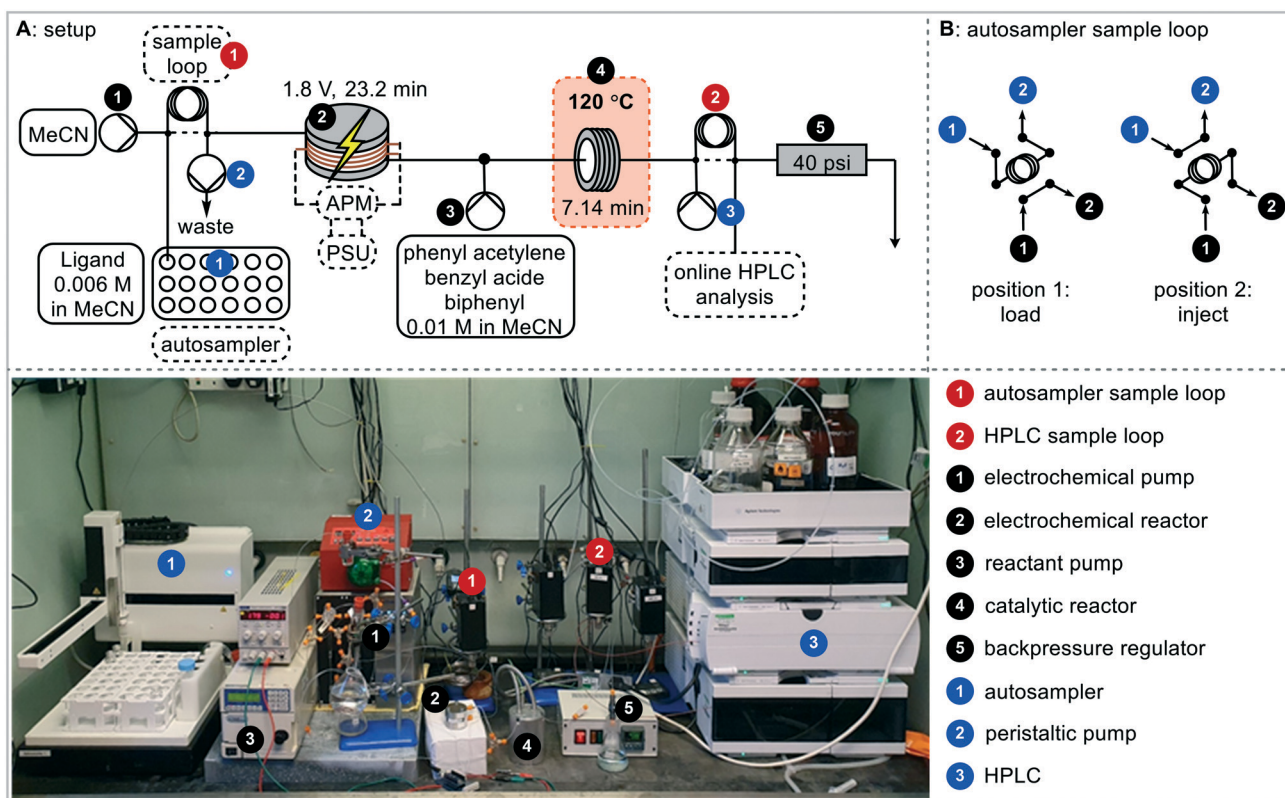 A: setup
sample
loop
1
1
MeCN
2
waste
Ligand
0.006 M
in MeCN
1
autosampler
1.8 V, 23.2 min
2
APM
PSU
3
phenyl acetylene
benzyl acide
biphenyl
0.01 M in MeCN
4
120 °C
7.14 min
2
3
online HPLC
analysis
5
40 psi
B: autosampler sample loop
2
1
2
1
position 1:
load
2
1
2
1
position 2:
inject
1
2
1
2
1
3
2
4
5
3
Agilent Technologies
1 autosampler sample loop
2 HPLC sample loop
1 electrochemical pump
2 electrochemical reactor
3 reactant pump
4 catalytic reactor
5 backpressure regulator
1 autosampler
2 peristaltic pump
3 HPLC